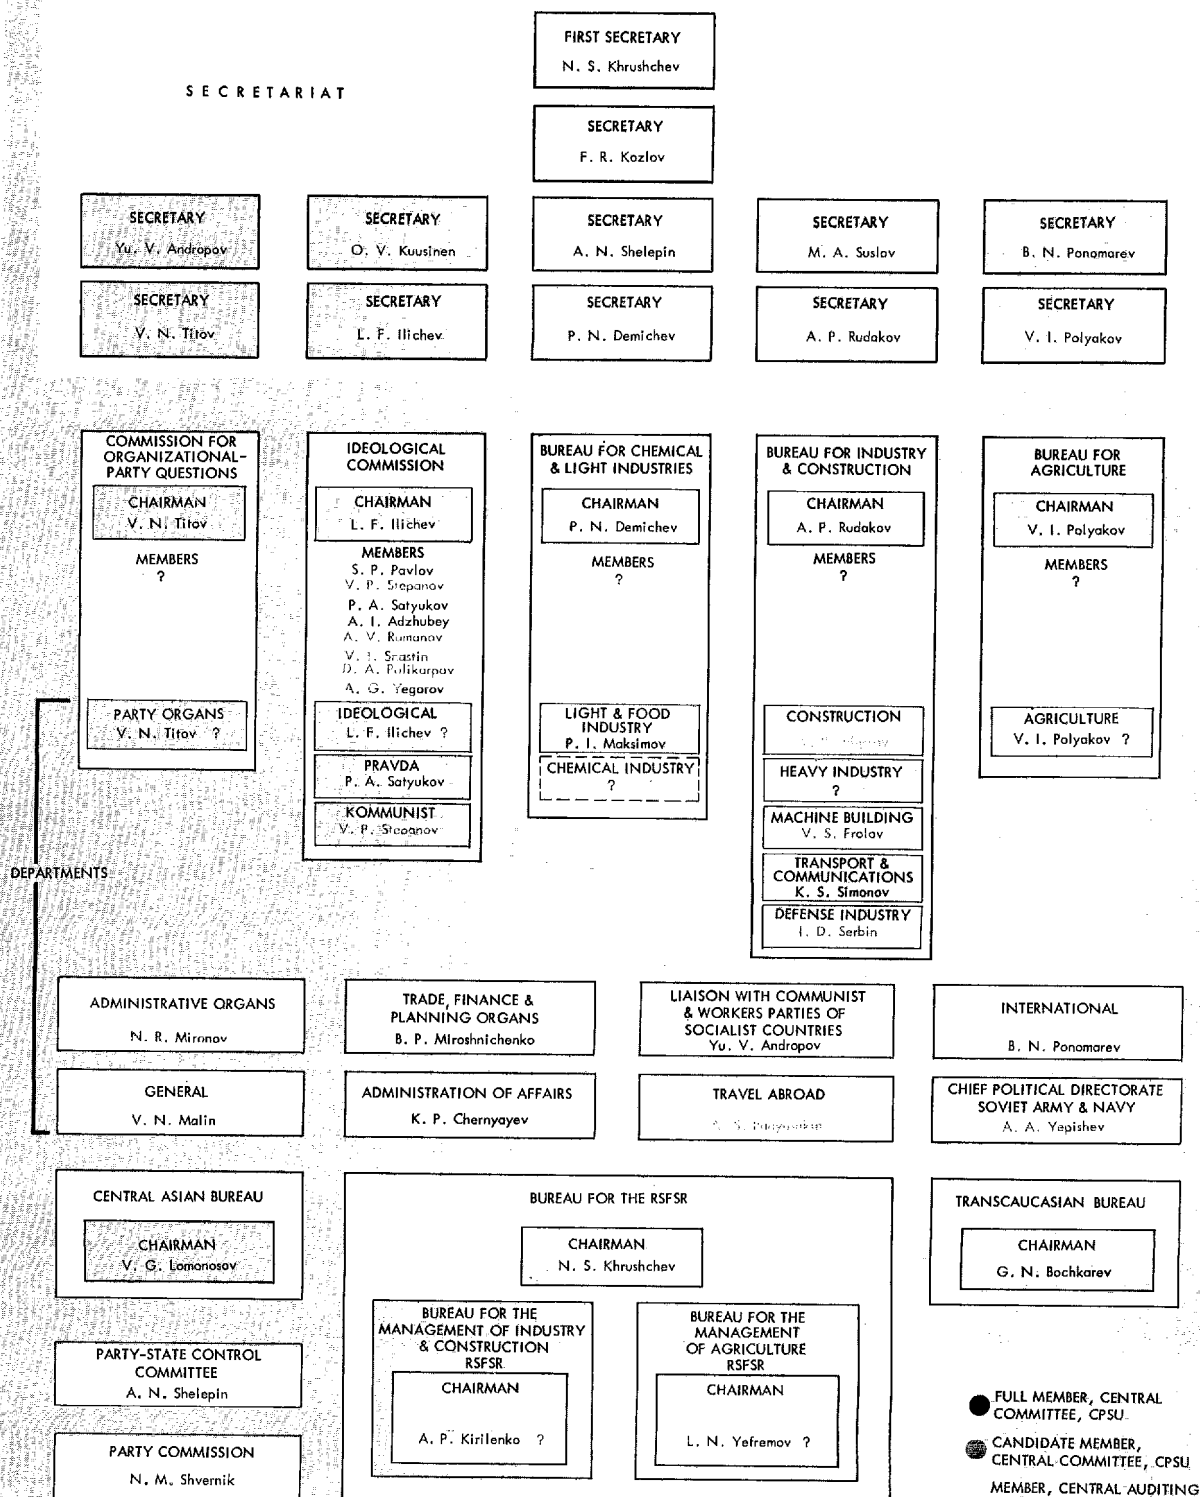 FIRST SECRETARY
N. S. Khrushchev
SECRETARIAT
SECRETARY
F. R. Kozlov
SECRETARY
Yu. V. Andropov
SECRETARY
O. V. Kuusinen
SECRETARY
A. N. Shelepin
SECRETARY
M. A. Suslov
SECRETARY
B. N. Ponomarev
SECRETARY
V. N. Titov
SECRETARY
L. F. Ilichev
SECRETARY
P. N. Demichev
SECRETARY
A. P. Rudakov
SECRETARY
V. I. Polyakov
COMMISSION FOR
ORGANIZATIONAL-
PARTY QUESTIONS
CHAIRMAN
V. N. Titov
MEMBERS
?
PARTY ORGANS
V. N. Titov ?
IDEOLOGICAL
COMMISSION
CHAIRMAN
L. F. Ilichev
MEMBERS
S. P. Pavlov
V. P. Stepanov
P. A. Satyukov
A. I. Adzhubey
A. V. Romanov
V. I. Snastin
D. A. Polikarpov
A. G. Yegorov
IDEOLOGICAL
L. F. Ilichev ?
PRAVDA
P. A. Satyukov
KOMMUNIST
V. P. Stepanov
BUREAU FOR CHEMICAL
& LIGHT INDUSTRIES
CHAIRMAN
P. N. Demichev
MEMBERS
?
LIGHT & FOOD
INDUSTRY
P. I. Maksimov
CHEMICAL INDUSTRY
?
BUREAU FOR INDUSTRY
& CONSTRUCTION
CHAIRMAN
A. P. Rudakov
MEMBERS
?
CONSTRUCTION
HEAVY INDUSTRY
?
MACHINE BUILDING
V. S. Frolov
TRANSPORT &
COMMUNICATIONS
K. S. Simonov
DEFENSE INDUSTRY
I. D. Serbin
BUREAU FOR
AGRICULTURE
CHAIRMAN
V. I. Polyakov
MEMBERS
?
AGRICULTURE
V. I. Polyakov ?
DEPARTMENTS
ADMINISTRATIVE ORGANS
N. R. Mironov
TRADE, FINANCE &
PLANNING ORGANS
B. P. Miroshnichenko
LIAISON WITH COMMUNIST
& WORKERS PARTIES OF
SOCIALIST COUNTRIES
Yu. V. Andropov
INTERNATIONAL
B. N. Ponomarev
GENERAL
V. N. Malin
ADMINISTRATION OF AFFAIRS
K. P. Chernyayev
TRAVEL ABROAD
CHIEF POLITICAL DIRECTORATE
SOVIET ARMY & NAVY
A. A. Yepishev
CENTRAL ASIAN BUREAU
CHAIRMAN
V. G. Lomonosov
BUREAU FOR THE RSFSR
CHAIRMAN
N. S. Khrushchev
BUREAU FOR THE
MANAGEMENT OF INDUSTRY
& CONSTRUCTION
RSFSR
CHAIRMAN
A. P. Kirilenko ?
BUREAU FOR THE
MANAGEMENT
OF AGRICULTURE
RSFSR
CHAIRMAN
L. N. Yefremov ?
TRANSCAUCASIAN BUREAU
CHAIRMAN
G. N. Bochkarev
PARTY-STATE CONTROL
COMMITTEE
A. N. Shelepin
PARTY COMMISSION
N. M. Shvernik
FULL MEMBER, CENTRAL
COMMITTEE, CPSU
CANDIDATE MEMBER,
CENTRAL COMMITTEE, CPSU
MEMBER, CENTRAL AUDITING